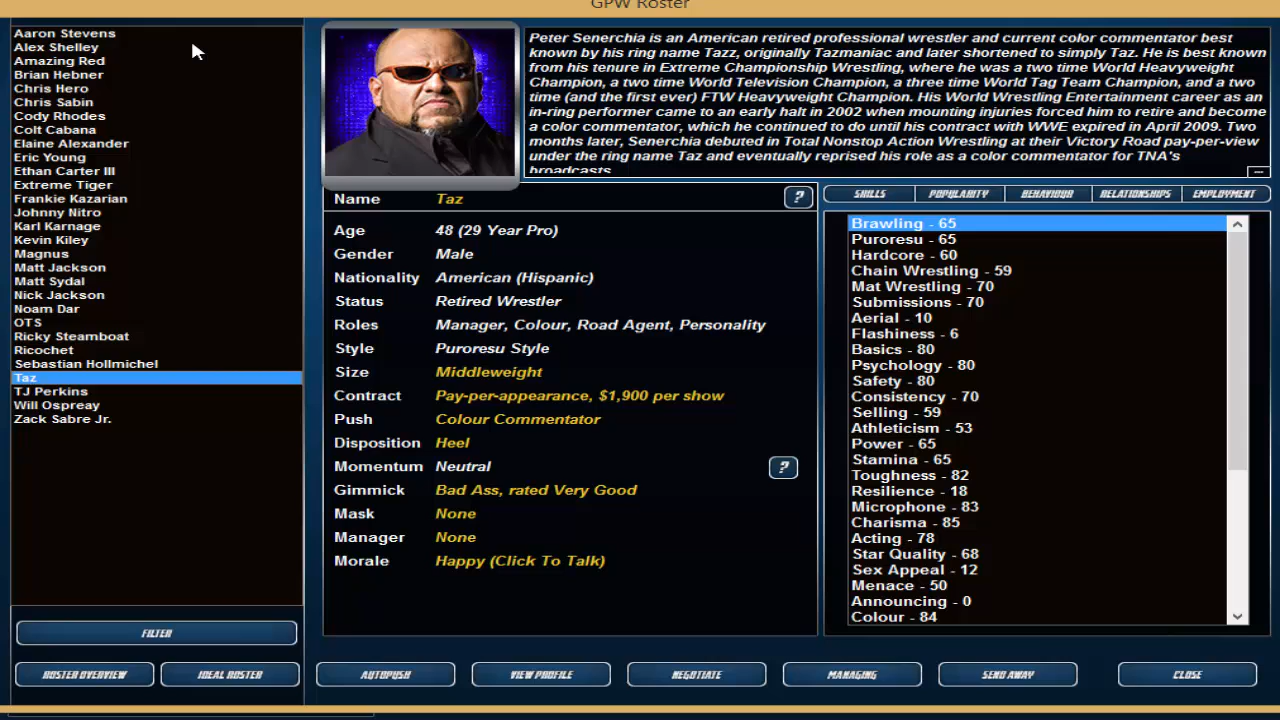 GPW Roster
Aaron Stevens
Alex Shelley
Amazing Red
Brian Hebner
Chris Hero
Chris Sabin
Cody Rhodes
Colt Cabana
Elaine Alexander
Eric Young
Ethan Carter III
Extreme Tiger
Frankie Kazarian
Johnny Nitro
Karl Karnage
Kevin Kiley
Magnus
Matt Jackson
Matt Sydal
Nick Jackson
Noam Dar
OTS
Ricky Steamboat
Ricochet
Sebastian Hollmichel
Taz
TJ Perkins
Will Ospreay
Zack Sabre Jr.
FILTER
ROSTER OVERVIEW
IDEAL ROSTER
Peter Senerchia is an American retired professional wrestler and current color commentator best
known by his ring name Tazz, originally Tazmaniac and later shortened to simply Taz. He is best known
from his tenure in Extreme Championship Wrestling, where he was a two time World Heavyweight
Champion, a two time World Television Champion, a three time World Tag Team Champion, and a two
time (and the first ever) FTW Heavyweight Champion. His World Wrestling Entertainment career as an
in-ring performer came to an early halt in 2002 when mounting injuries forced him to retire and become
a color commentator, which he continued to do until his contract with WWE expired in April 2009. Two
months later, Senerchia debuted in Total Nonstop Action Wrestling at their Victory Road pay-per-view
under the ring name Taz and eventually reprised his role as a color commentator for TNA's
broadcasts
Name Taz ?
Age 48 (29 Year Pro)
Gender Male
Nationality American (Hispanic)
Status Retired Wrestler
Roles Manager, Colour, Road Agent, Personality
Style Puroresu Style
Size Middleweight
Contract Pay-per-appearance, $1,900 per show
Push Colour Commentator
Disposition Heel
Momentum Neutral ?
Gimmick Bad Ass, rated Very Good
Mask None
Manager None
Morale Happy (Click To Talk)
SKILLS POPULARITY BEHAVIOUR RELATIONSHIPS EMPLOYMENT
Brawling - 65
Puroresu - 65
Hardcore - 60
Chain Wrestling - 59
Mat Wrestling - 70
Submissions - 70
Aerial - 10
Flashiness - 6
Basics - 80
Psychology - 80
Safety - 80
Consistency - 70
Selling - 59
Athleticism - 53
Power - 65
Stamina - 65
Toughness - 82
Resilience - 18
Microphone - 83
Charisma - 85
Acting - 78
Star Quality - 68
Sex Appeal - 12
Menace - 50
Announcing - 0
Colour - 84
AUTOPUSH
VIEW PROFILE
NEGOTIATE
MANAGING
SEND AWAY
CLOSE